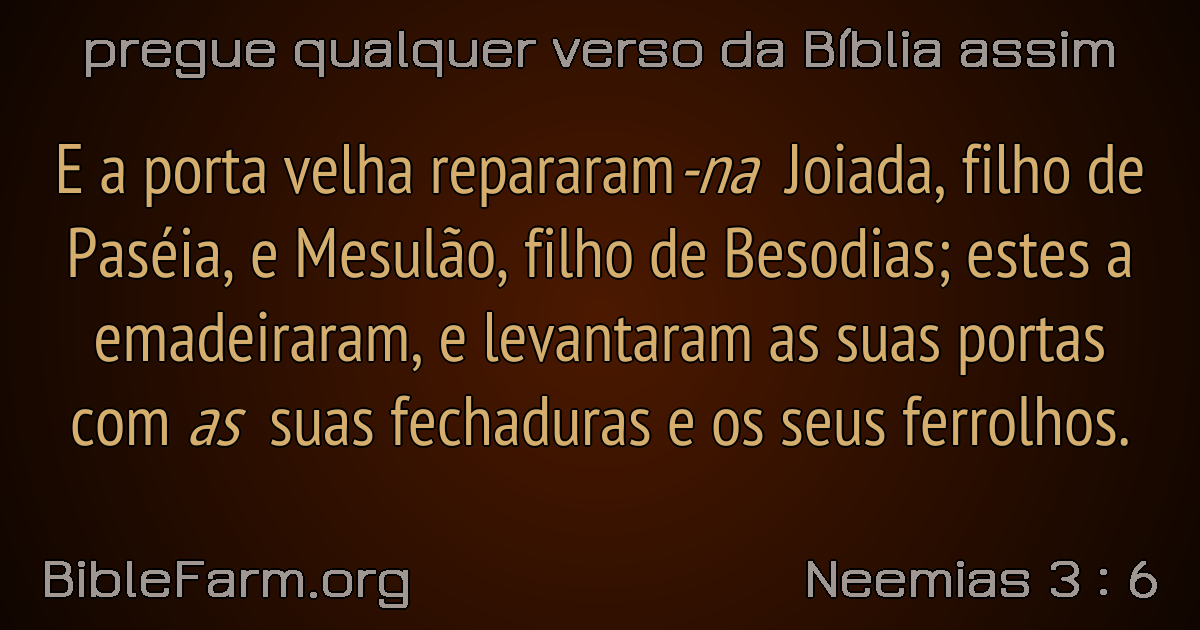 pregue qualquer verso da Bíblia assim
E a porta velha repararam-na Joiada, filho de
Paséia, e Mesulão, filho de Besodias; estes a
emadeiraram, e levantaram as suas portas
com as suas fechaduras e os seus ferrolhos.
BibleFarm.org
Neemias 3 : 6